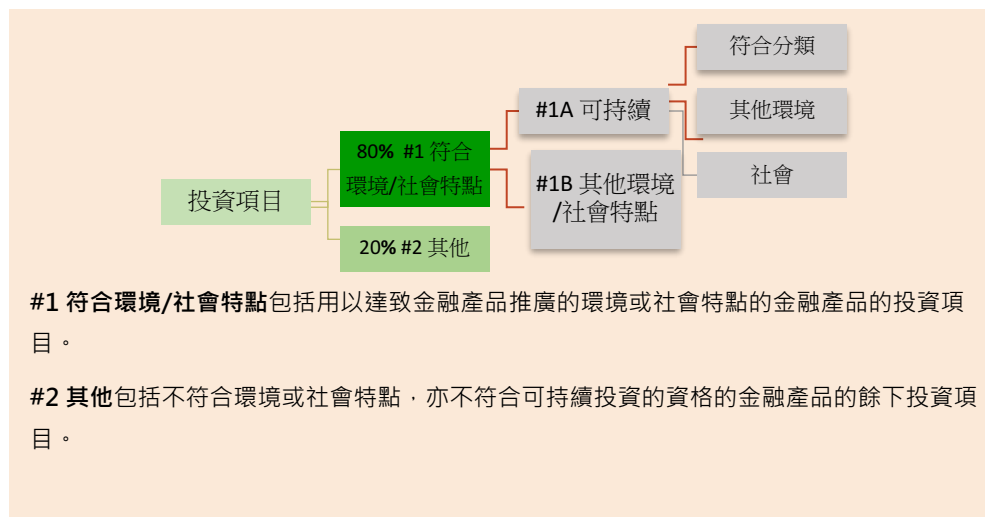 符合分類
#1A 可持續
其他環境
80% #1 符合
環境/社會特點
社會
#1B 其他環境
/社會特點
投資項目
20% #2 其他
#1 符合環境/社會特點包括用以達致金融產品推廣的環境或社會特點的金融產品的投資項
目。
#2 其他包括不符合環境或社會特點，亦不符合可持續投資的資格的金融產品的餘下投資項
目。